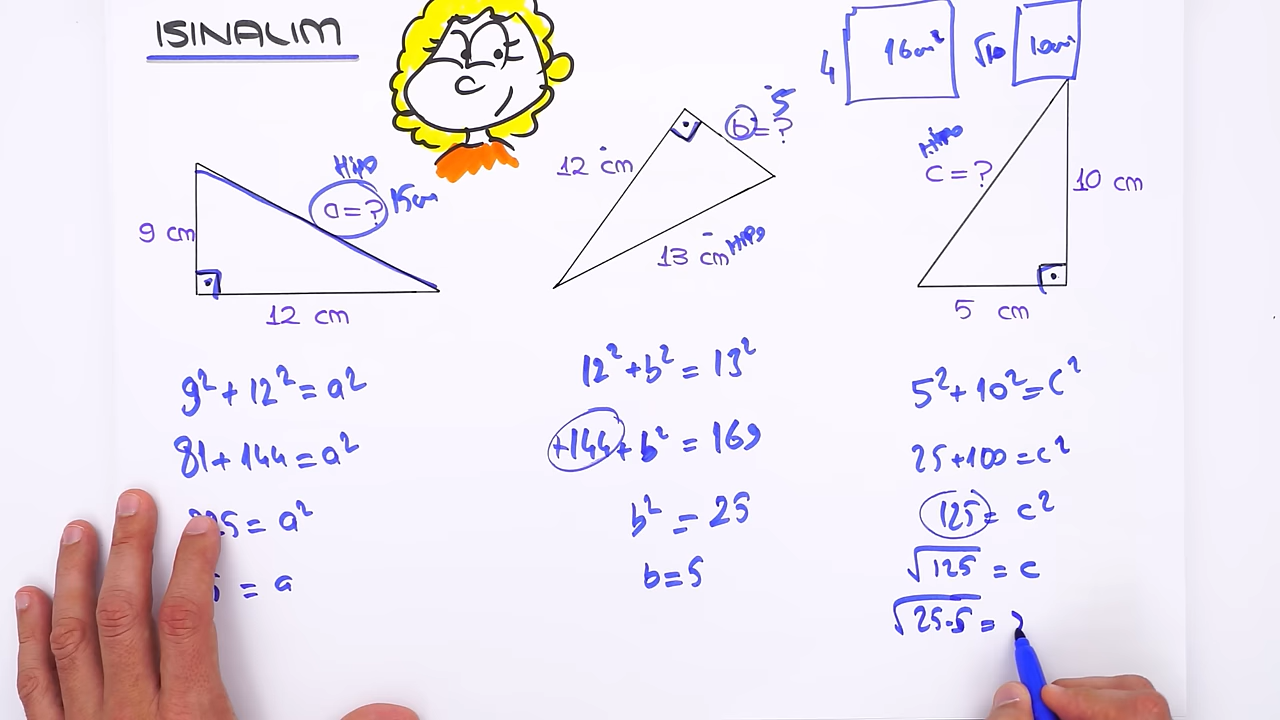 ISINALIM
4
16cm²
√10
10cm²
9 cm
12 cm
Hipo
a=?
15cm
12 cm
b=?
5
13 cm
Hipo
Hipo
c=?
10 cm
5 cm
9²+12²=a²
81+144=a²
=a²
=a
12²+b²=13²
+144+b²=169
b²=25
b=5
5²+10²=c²
25+100=c²
125=c²
√125=c
√25·5=